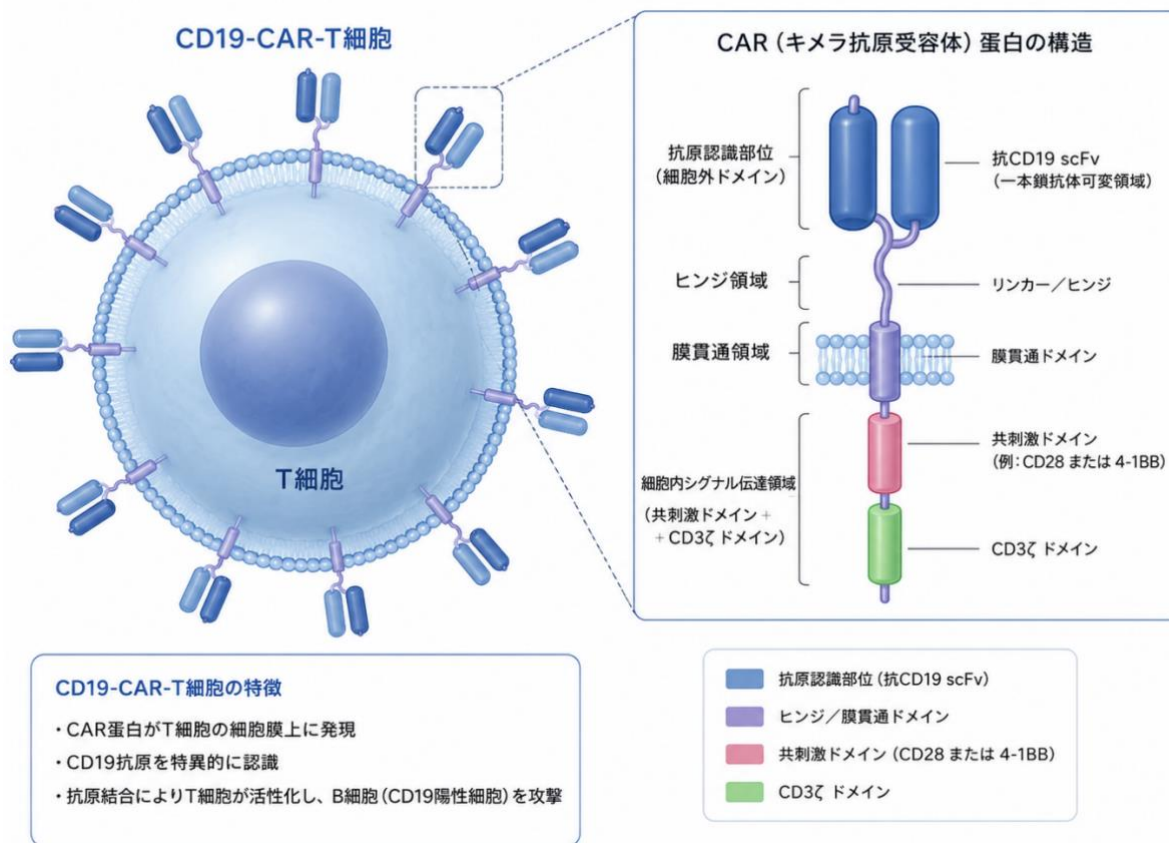 CD19-CAR-T細胞
T細胞
CAR（キメラ抗原受容体）蛋白の構造
抗原認識部位
（細胞外ドメイン）
抗CD19 scFv
（一本鎖抗体可変領域）
ヒンジ領域
リンカー／ヒンジ
膜貫通領域
膜貫通ドメイン
細胞内シグナル伝達領域
（共刺激ドメイン +
+ CD3ζ ドメイン）
共刺激ドメイン
（例：CD28 または 4-1BB）
CD3ζ ドメイン
CD19-CAR-T細胞の特徴
・CAR蛋白がT細胞の細胞膜上に発現
・CD19抗原を特異的に認識
・抗原結合によりT細胞が活性化し、B細胞（CD19陽性細胞）を攻撃
抗原認識部位（抗CD19 scFv）
ヒンジ／膜貫通ドメイン
共刺激ドメイン（CD28 または 4-1BB）
CD3ζ ドメイン